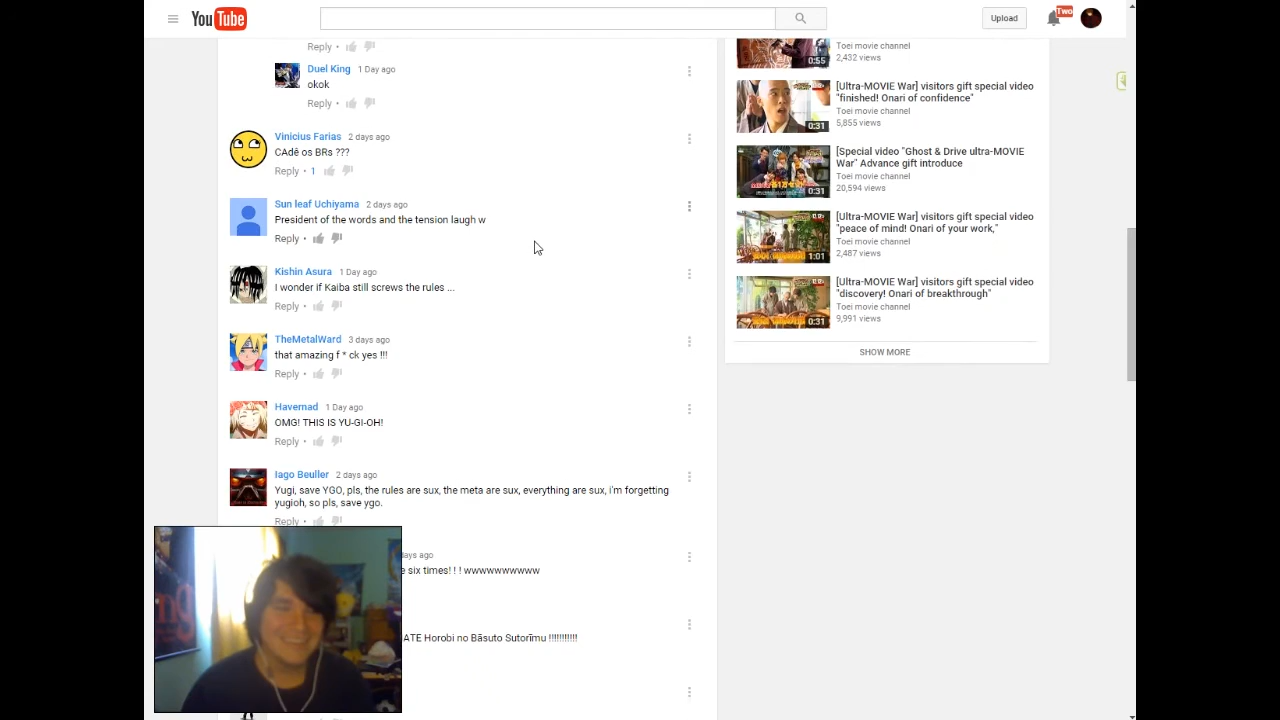 YouTube
Upload
Two
Reply •
Duel King 1 Day ago
okok
Reply •
Vinicius Farias 2 days ago
CAdê os BRs ???
Reply • 1
Sun leaf Uchiyama 2 days ago
President of the words and the tension laugh w
Reply •
Kishin Asura 1 Day ago
I wonder if Kaiba still screws the rules ...
Reply •
TheMetalWard 3 days ago
that amazing f * ck yes !!!
Reply •
Havernad 1 Day ago
OMG! THIS IS YU-GI-OH!
Reply •
Iago Beuller 2 days ago
Yugi, save YGO, pls, the rules are sux, the meta are sux, everything are sux, i'm forgetting
yugioh, so pls, save ygo.
Reply •
days ago
e six times! ! ! wwwwwwwwww
ATE Horobi no Bāsuto Sutorīmu !!!!!!!!!!!
Toei movie channel
2,432 views
0:55
[Ultra-MOVIE War] visitors gift special video
"finished! Onari of confidence"
Toei movie channel
5,855 views
0:31
[Special video "Ghost & Drive ultra-MOVIE
War" Advance gift introduce
Toei movie channel
20,594 views
0:31
[Ultra-MOVIE War] visitors gift special video
"peace of mind! Onari of your work,"
Toei movie channel
2,487 views
1:01
[Ultra-MOVIE War] visitors gift special video
"discovery! Onari of breakthrough"
Toei movie channel
9,991 views
0:31
SHOW MORE